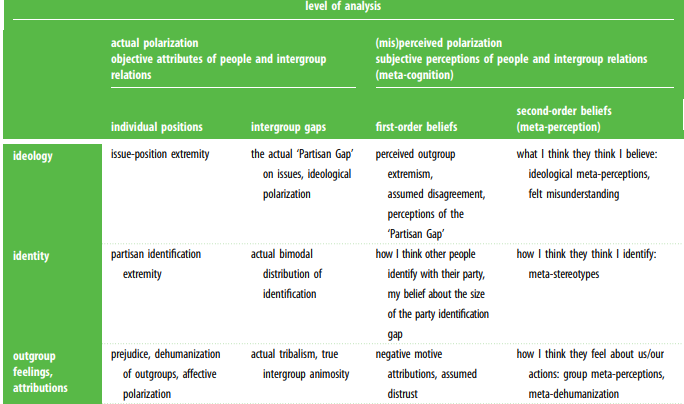 level of analysis
actual polarization
objective attributes of people and intergroup
relations
(mis)perceived polarization
subjective perceptions of people and intergroup relations
(meta-cognition)
individual positions
intergroup gaps
first-order beliefs
second-order beliefs
(meta-perception)
ideology
issue-position extremity
the actual ‘Partisan Gap’
on issues, ideological
polarization
perceived outgroup
extremism,
assumed disagreement,
perceptions of the
‘Partisan Gap’
what I think they think I believe:
ideological meta-perceptions,
felt misunderstanding
identity
partisan identification
extremity
actual bimodal
distribution of
identification
how I think other people
identify with their party,
my belief about the size
of the party identification
gap
how I think they think I identify:
meta-stereotypes
outgroup
feelings,
attributions
prejudice, dehumanization
of outgroups, affective
polarization
actual tribalism, true
intergroup animosity
negative motive
attributions, assumed
distrust
how I think they feel about us/our
actions: group meta-perceptions,
meta-dehumanization